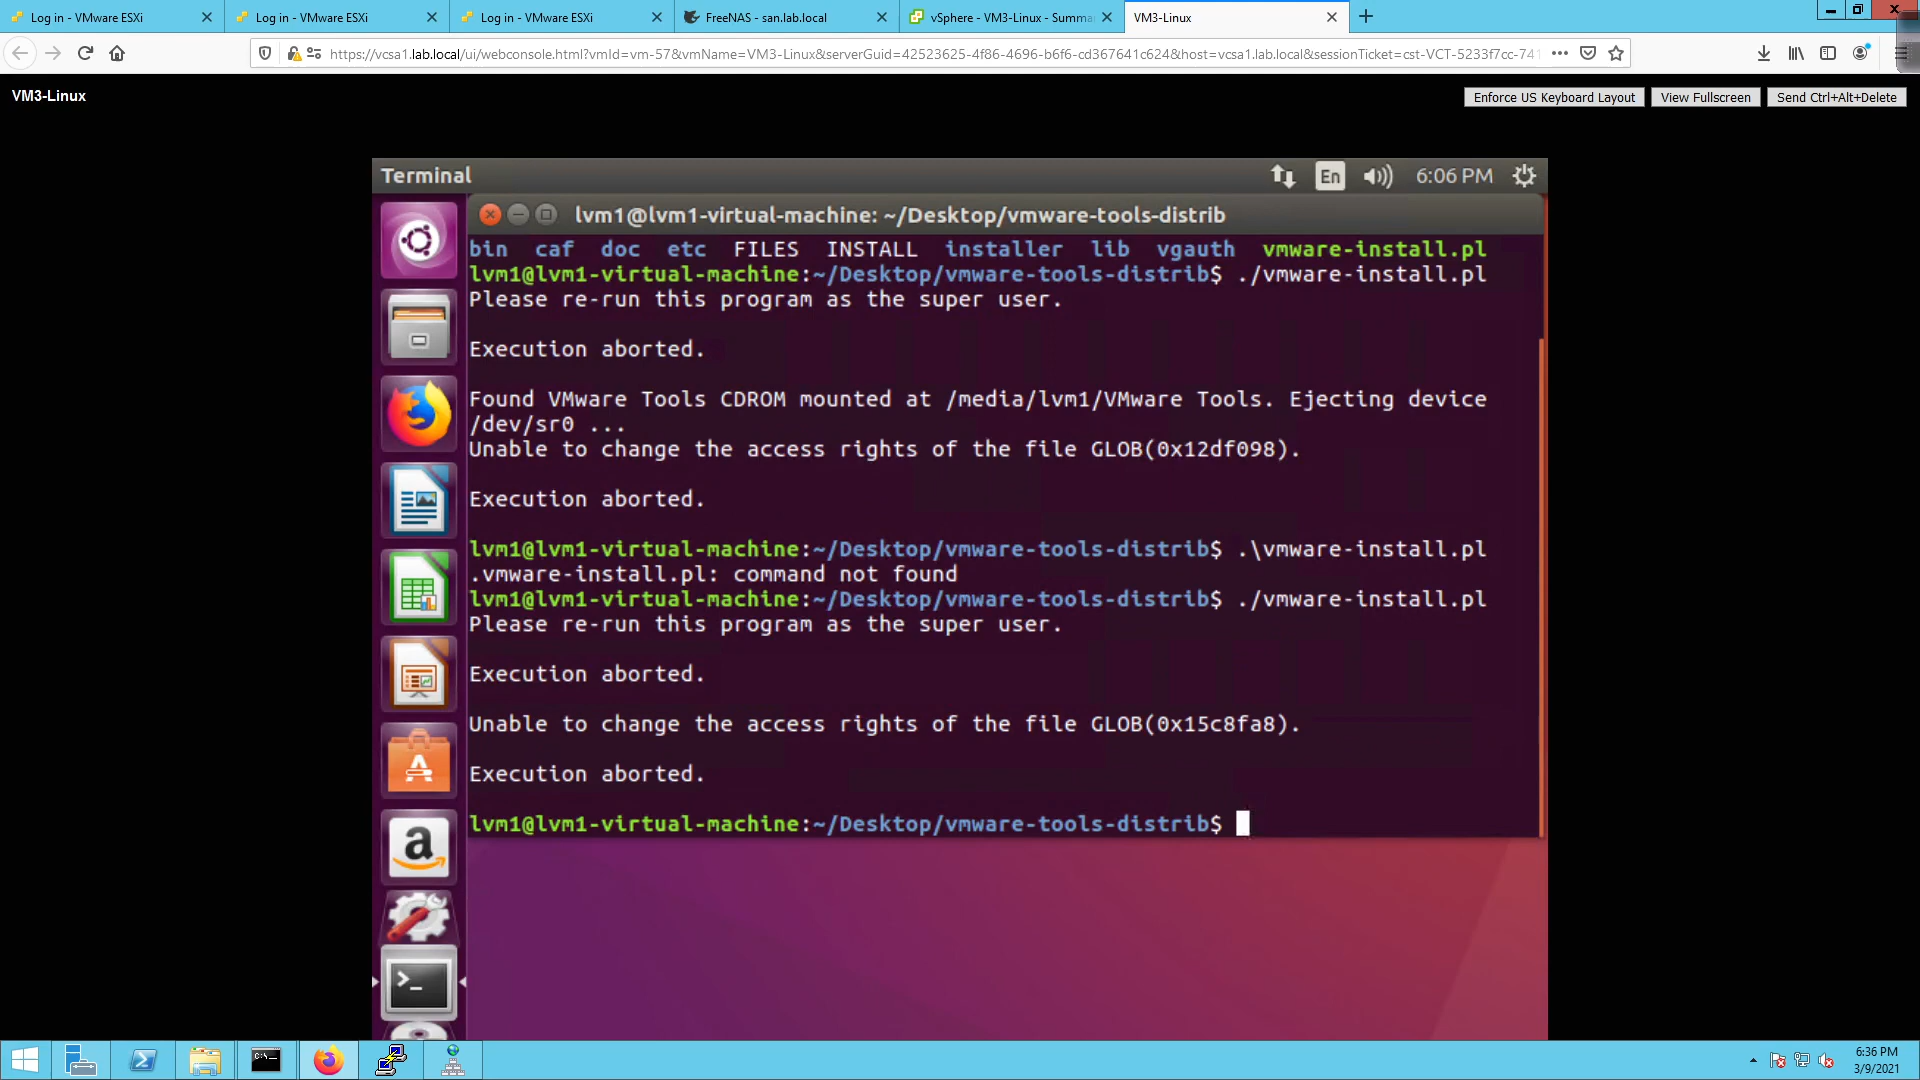 Log in - VMware ESXi
Log in - VMware ESXi
Log in - VMware ESXi
FreeNAS - san.lab.local
vSphere - VM3-Linux - Summa
VM3-Linux
https://vcsa1.lab.local/ui/webconsole.html?vmId=vm-57&vmName=VM3-Linux&serverGuid=42523625-4f86-4696-b6f6-cd367641c624&host=vcsa1.lab.local&sessionTicket=cst-VCT-5233f7cc-741
VM3-Linux
Enforce US Keyboard Layout
View Fullscreen
Send Ctrl+Alt+Delete
Terminal
En
6:06 PM
lvm1@lvm1-virtual-machine: ~/Desktop/vmware-tools-distrib
bin caf doc etc FILES INSTALL installer lib vgauth vmware-install.pl
lvm1@lvm1-virtual-machine:~/Desktop/vmware-tools-distrib$ ./vmware-install.pl
Please re-run this program as the super user.
Execution aborted.
Found VMware Tools CDROM mounted at /media/lvm1/VMware Tools. Ejecting device
/dev/sr0 ...
Unable to change the access rights of the file GLOB(0x12df098).
Execution aborted.
lvm1@lvm1-virtual-machine:~/Desktop/vmware-tools-distrib$ .\vmware-install.pl
.vmware-install.pl: command not found
lvm1@lvm1-virtual-machine:~/Desktop/vmware-tools-distrib$ ./vmware-install.pl
Please re-run this program as the super user.
Execution aborted.
Unable to change the access rights of the file GLOB(0x15c8fa8).
Execution aborted.
lvm1@lvm1-virtual-machine:~/Desktop/vmware-tools-distrib$
6:36 PM
3/9/2021